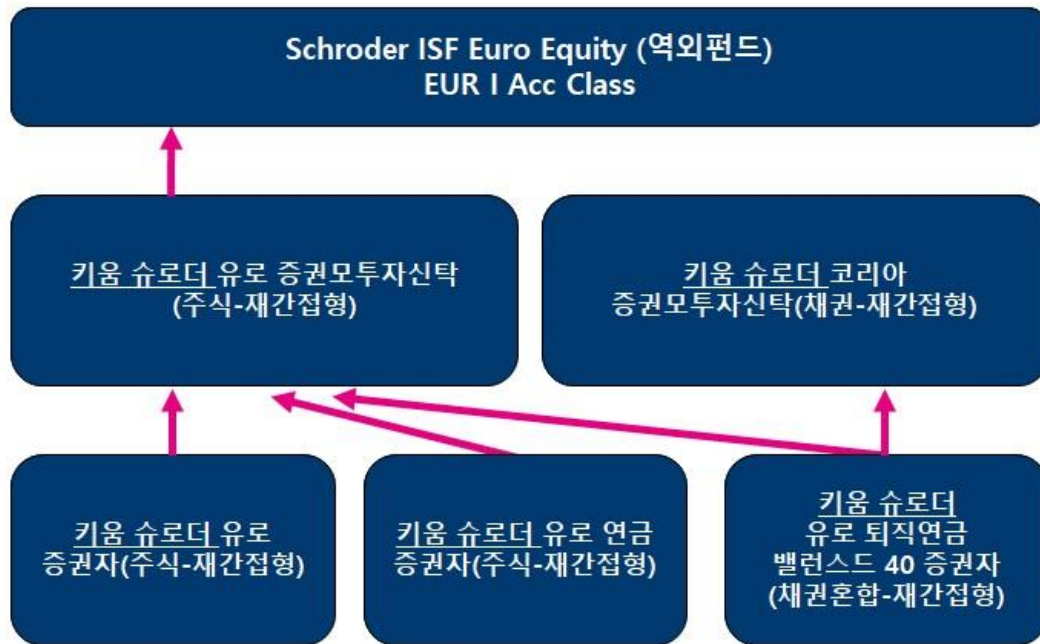 Schroder ISF Euro Equity (역외펀드)
EUR I Acc Class
키움 슈로더 유로 증권모투자신탁
(주식-재간접형)
키움 슈로더 코리아
증권모투자신탁(채권-재간접형)
키움 슈로더 유로
증권자(주식-재간접형)
키움 슈로더 유로 연금
증권자(주식-재간접형)
키움 슈로더
유로 퇴직연금
밸런스드 40 증권자
(채권혼합-재간접형)